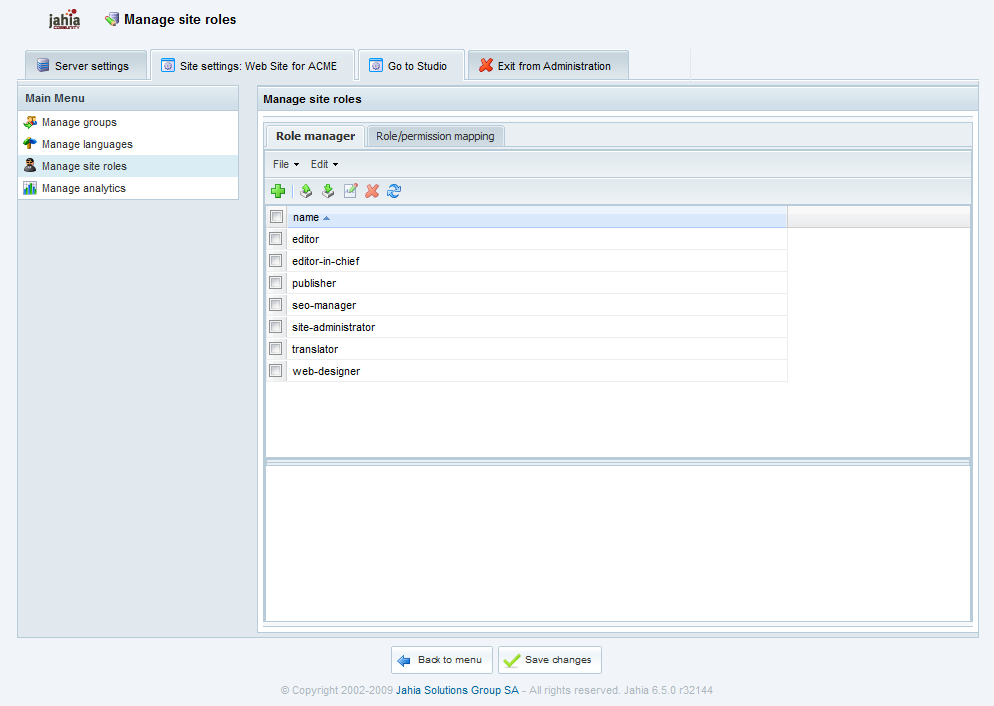 jahia
COMMUNITY
Manage site roles
Server settings
Site settings: Web Site for ACME
Go to Studio
Exit from Administration
Main Menu
Manage groups
Manage languages
Manage site roles
Manage analytics
Manage site roles
Role manager
Role/permission mapping
File
Edit
name
editor
editor-in-chief
publisher
seo-manager
site-administrator
translator
web-designer
Back to menu
Save changes
© Copyright 2002-2009 Jahia Solutions Group SA - All rights reserved. Jahia 6.5.0 r32144